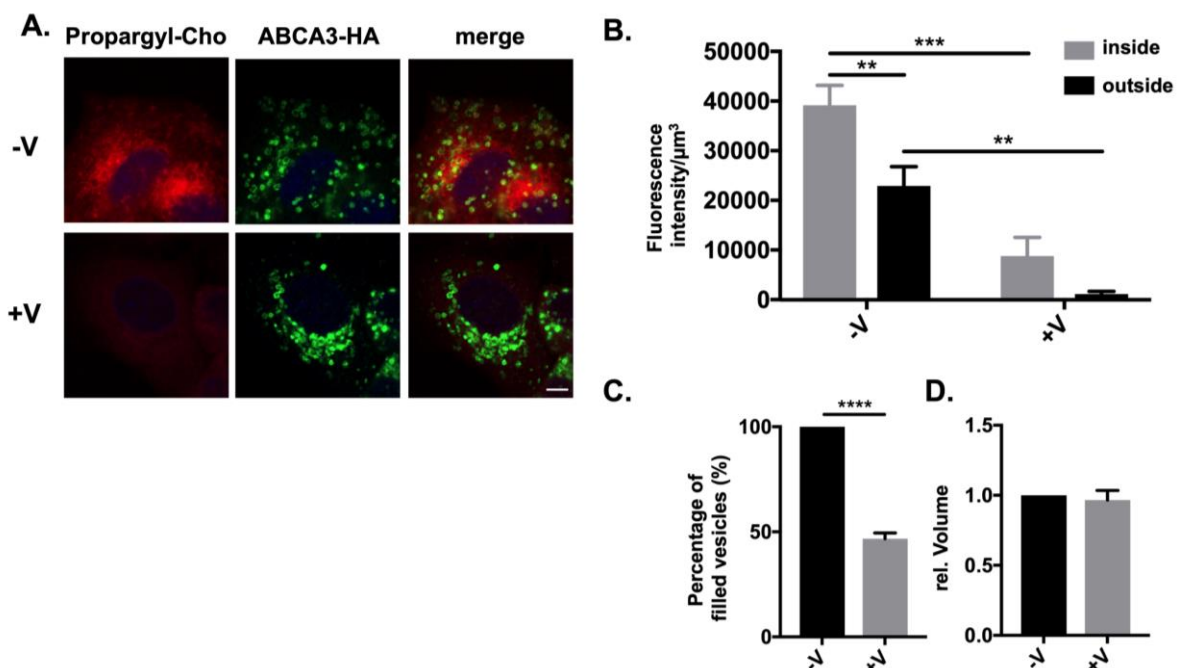 A.
Propargyl-Cho ABCA3-HA merge
-V
+V
B.
Fluorescence
intensity/µm³
50000
40000
30000
20000
10000
0
***
**
**
inside
outside
-V +V
C.
Percentage of
filled vesicles (%)
100
50
0
****
-V +V
D.
rel. Volume
1.5
1.0
0.5
0.0
-V +V